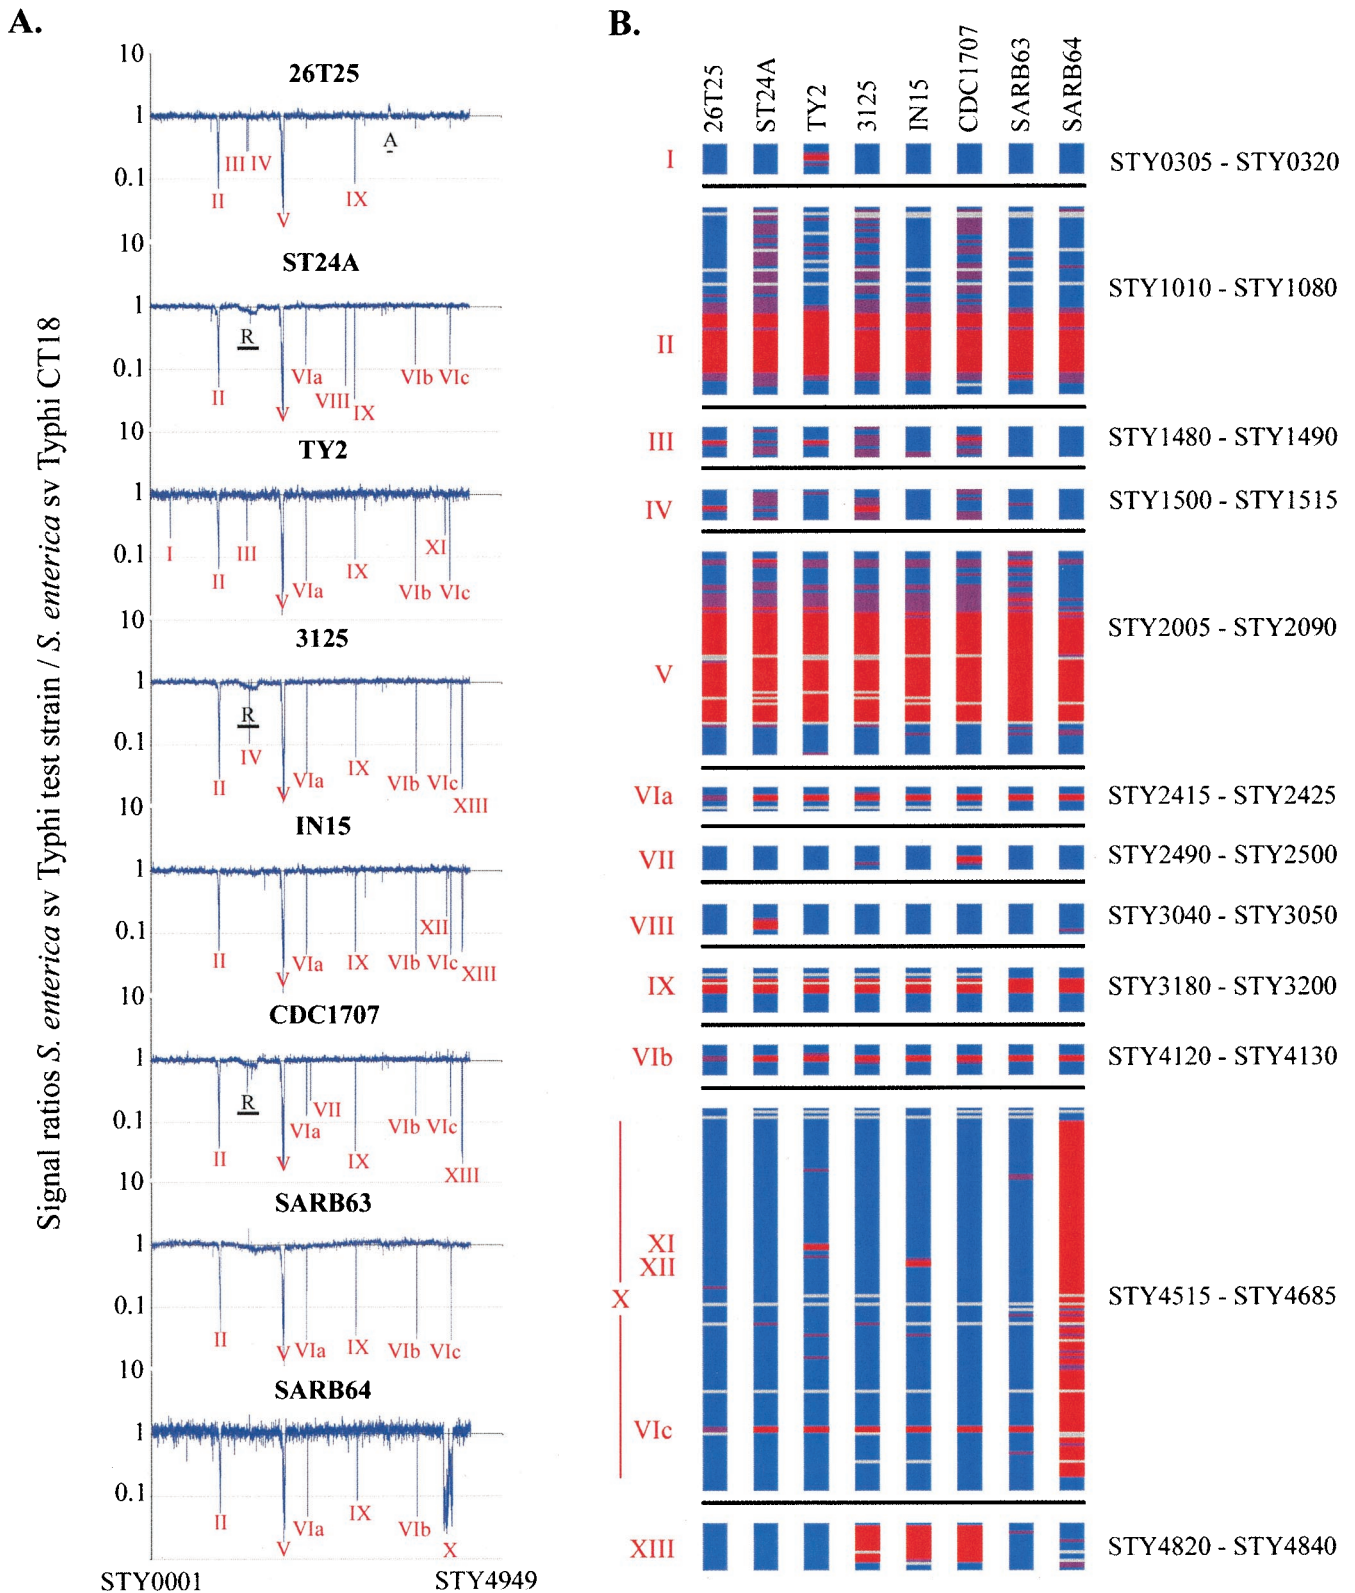 A.
Signal ratios S. enterica sv Typhi test strain / S. enterica sv Typhi CT18
10
26T25
1
A
III IV
0.1
II
IX
V
10
ST24A
1
R
0.1
VIa
VIb VIc
II
VIII
IX
V
10
TY2
1
I
III
XI
0.1
II
IX
V
VIa
VIb
VIc
10
3125
1
R
0.1
IV
II
IX
VIa
VIb VIc
V
XIII
10
IN15
1
XII
0.1
II
VIa
IX
VIb
VIc
XIII
V
10
CDC1707
1
R
VII
0.1
VIa
VIb VIc
II
V
IX
XIII
10
SARB63
1
0.1
II
V
VIa
IX
VIb VIc
10
SARB64
1
0.1
II
IX
VIa
VIb
V
X
STY0001
STY4949
B.
26T25
ST24A
TY2
3125
IN15
CDC1707
SARB63
SARB64
I
STY0305 - STY0320
II
STY1010 - STY1080
III
STY1480 - STY1490
IV
STY1500 - STY1515
V
STY2005 - STY2090
VIa
STY2415 - STY2425
VII
STY2490 - STY2500
VIII
STY3040 - STY3050
IX
STY3180 - STY3200
VIb
STY4120 - STY4130
XI
XII
X
STY4515 - STY4685
VIc
XIII
STY4820 - STY4840